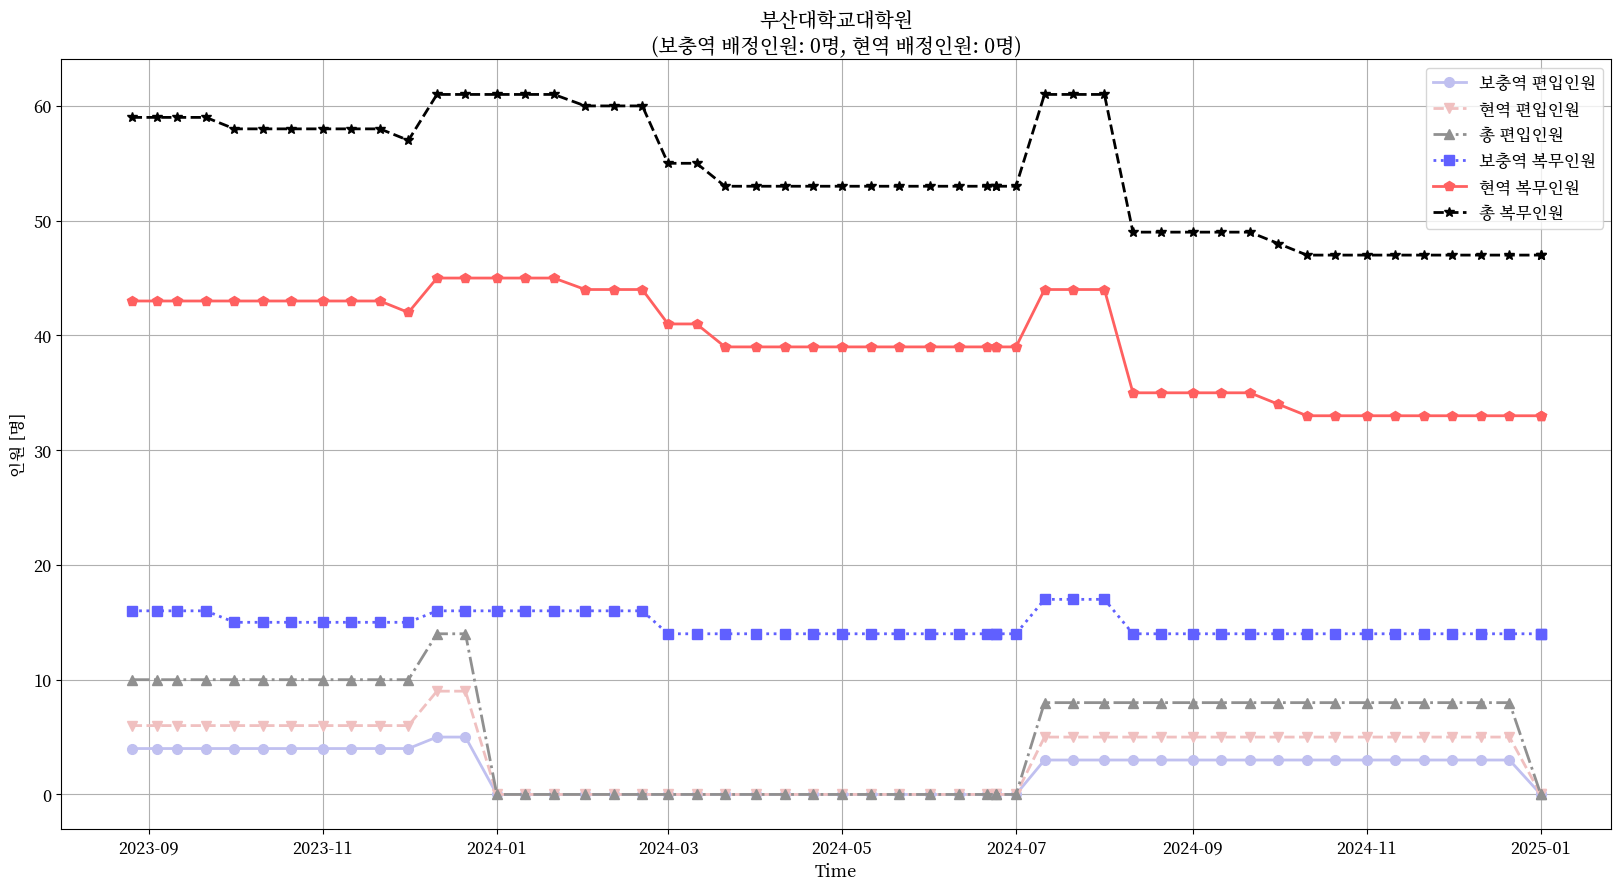 부산대학교대학원
(보충역 배정인원: 0명, 현역 배정인원: 0명)
보충역 편입인원
현역 편입인원
총 편입인원
보충역 복무인원
현역 복무인원
총 복무인원
인원 [명]
60
50
40
30
20
10
0
2023-09
2023-11
2024-01
2024-03
2024-05
2024-07
2024-09
2024-11
2025-01
Time